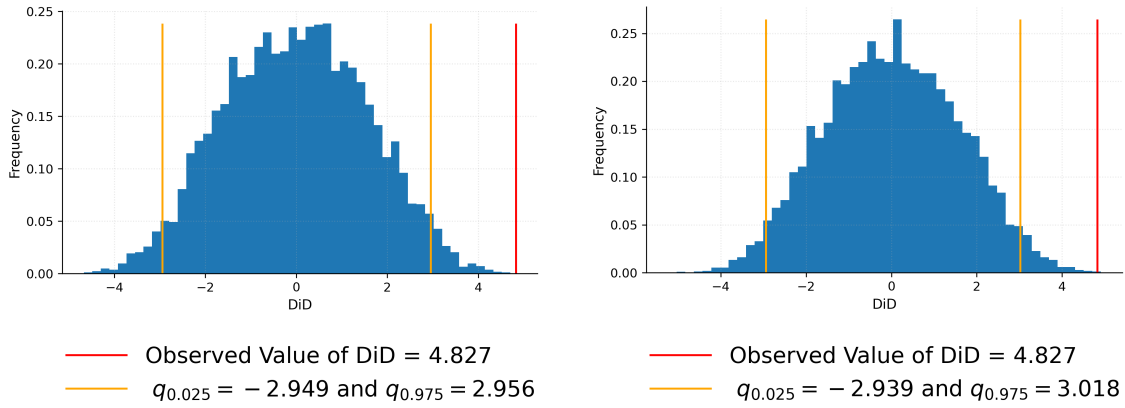 0.25
0.20
0.15
0.10
0.05
0.00
Frequency
−4 −2 0 2 4
DiD
Observed Value of DiD = 4.827
q0.025 = −2.949 and q0.975 = 2.956
0.25
0.20
0.15
0.10
0.05
0.00
Frequency
−4 −2 0 2 4
DiD
Observed Value of DiD = 4.827
q0.025 = −2.939 and q0.975 = 3.018